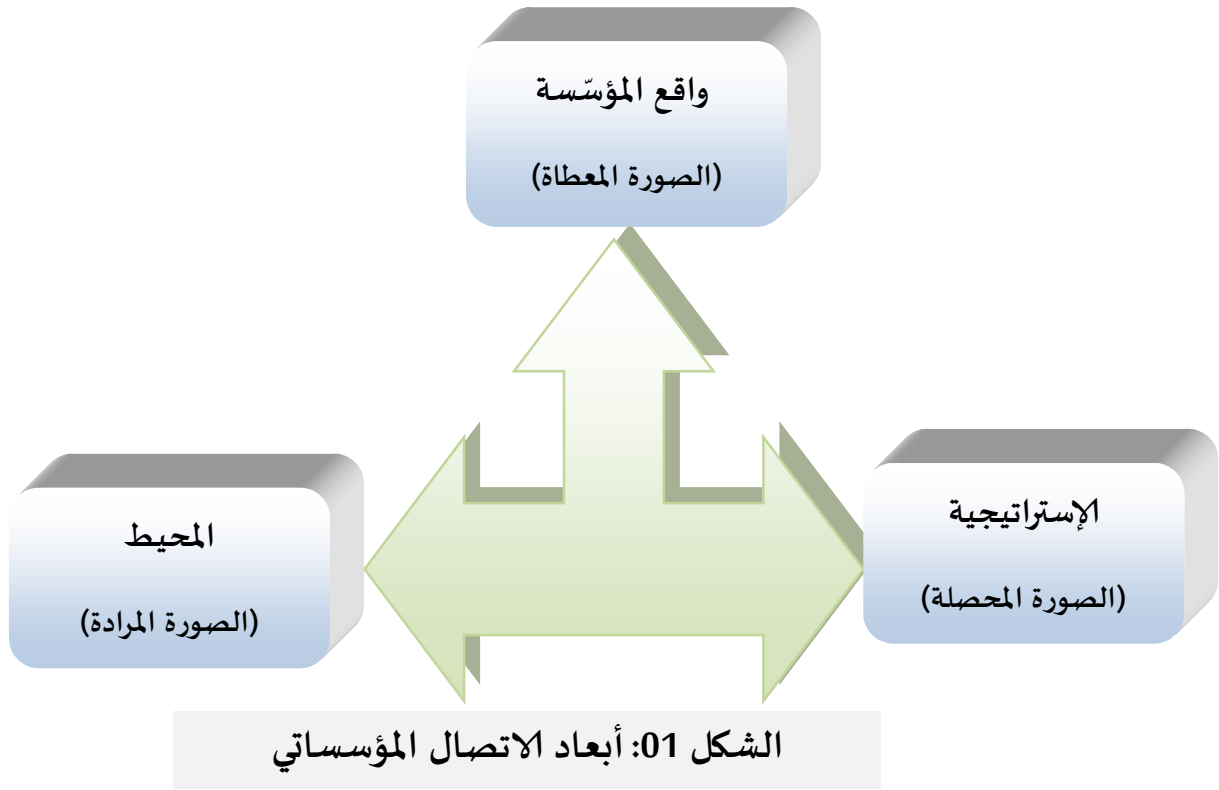 واقع المؤسّسة
(الصورة المعطاة)
الإستراتيجية
(الصورة المحصلة)
المحيط
(الصورة المرادة)
الشكل 01: أبعاد الاتصال المؤسساتي